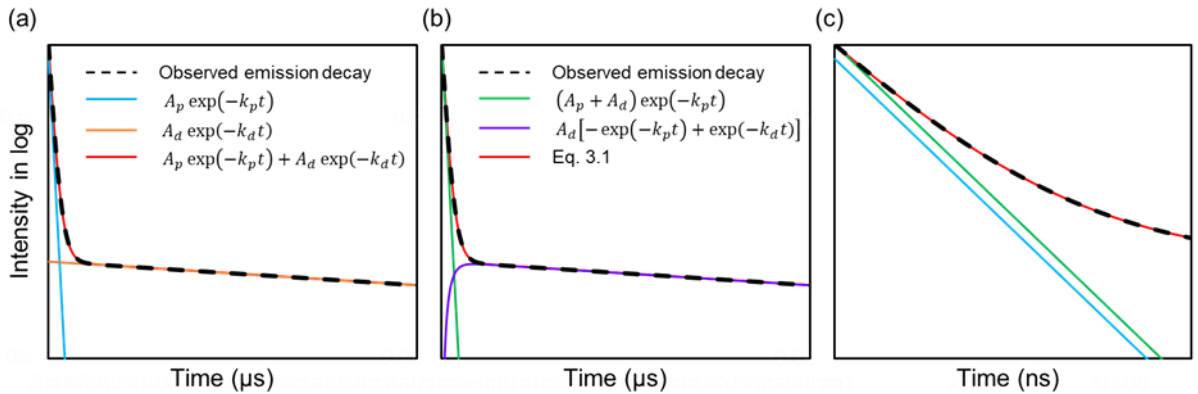 (a)
Observed emission decay
A_p exp(−k_p t)
A_d exp(−k_d t)
A_p exp(−k_p t) + A_d exp(−k_d t)
Intensity in log
Time (μs)
(b)
Observed emission decay
(A_p + A_d) exp(−k_p t)
A_d[−exp(−k_p t) + exp(−k_d t)]
Eq. 3.1
Time (μs)
(c)
Time (ns)